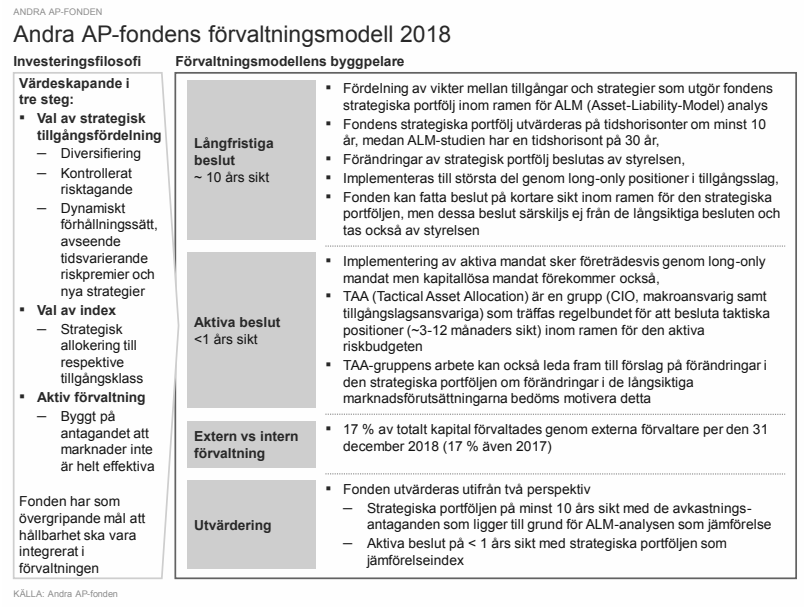 ANDRA AP-FONDEN
Andra AP-fondens förvaltningsmodell 2018
Investeringsfilosofi
Värdeskapande i
tre steg:
▪ Val av strategisk
tillgångsfördelning
– Diversifiering
– Kontrollerat
risktagande
– Dynamiskt
förhållningssätt,
avseende
tidsvarierande
riskpremier och
nya strategier
▪ Val av index
– Strategisk
allokering till
respektive
tillgångsklass
▪ Aktiv förvaltning
– Byggt på
antagandet att
marknader inte
är helt effektiva
Fonden har som
övergripande mål att
hållbarhet ska vara
integrerat i
förvaltningen
Förvaltningsmodellens byggpelare
Långfristiga
beslut
~ 10 års sikt
▪ Fördelning av vikter mellan tillgångar och strategier som utgör fondens
strategiska portfölj inom ramen för ALM (Asset-Liability-Model) analys
▪ Fondens strategiska portfölj utvärderas på tidshorisonter om minst 10
år, medan ALM-studien har en tidshorisont på 30 år,
▪ Förändringar av strategisk portfölj beslutas av styrelsen,
▪ Implementeras till största del genom long-only positioner i tillgångsslag,
▪ Fonden kan fatta beslut på kortare sikt inom ramen för den strategiska
portföljen, men dessa beslut särskiljs ej från de långsiktiga besluten och
tas också av styrelsen
Aktiva beslut
<1 års sikt
▪ Implementering av aktiva mandat sker företrädesvis genom long-only
mandat men kapitallösa mandat förekommer också,
▪ TAA (Tactical Asset Allocation) är en grupp (CIO, makroansvarig samt
tillgångslagsansvariga) som träffas regelbundet för att besluta taktiska
positioner (~3-12 månaders sikt) inom ramen för den aktiva
riskbudgeten
▪ TAA-gruppens arbete kan också leda fram till förslag på förändringar i
den strategiska portföljen om förändringar i de långsiktiga
marknadsförutsättningarna bedöms motivera detta
Extern vs intern
förvaltning
▪ 17 % av totalt kapital förvaltades genom externa förvaltare per den 31
december 2018 (17 % även 2017)
Utvärdering
▪ Fonden utvärderas utifrån två perspektiv
– Strategiska portföljen på minst 10 års sikt med de avkastnings-
antaganden som ligger till grund för ALM-analysen som jämförelse
– Aktiva beslut på < 1 års sikt med strategiska portföljen som
jämförelseindex
KÄLLA: Andra AP-fonden